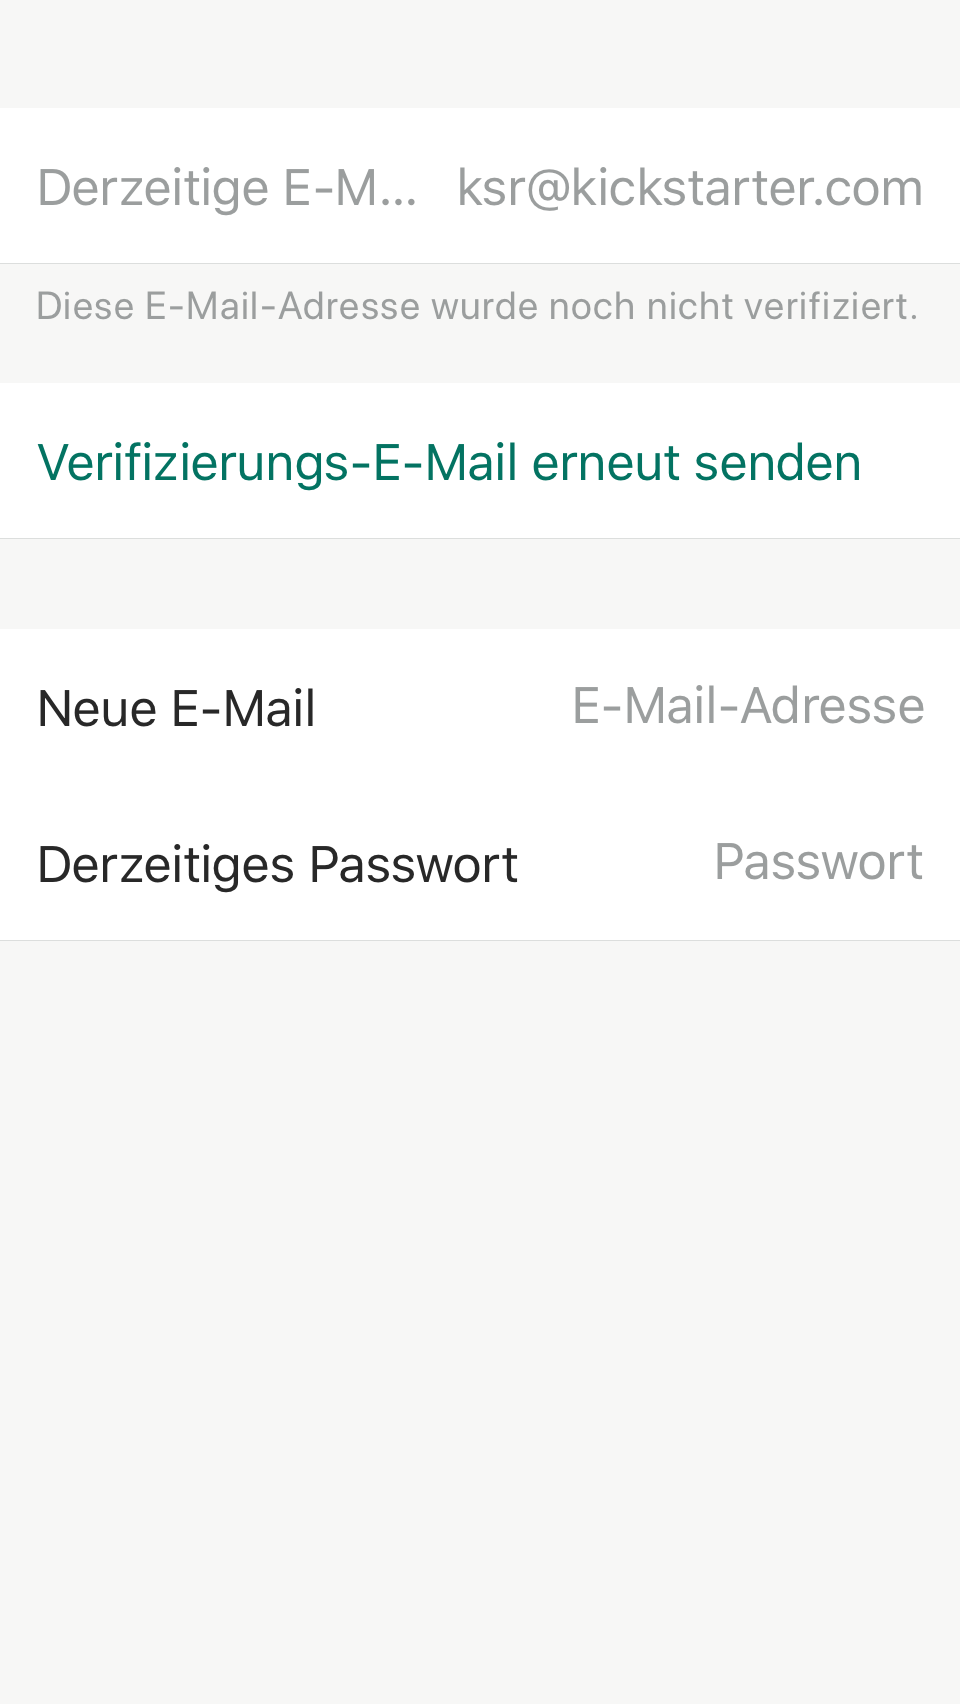 Derzeitige E-M... ksr@kickstarter.com
Diese E-Mail-Adresse wurde noch nicht verifiziert.
Verifizierungs-E-Mail erneut senden
Neue E-Mail E-Mail-Adresse
Derzeitiges Passwort Passwort